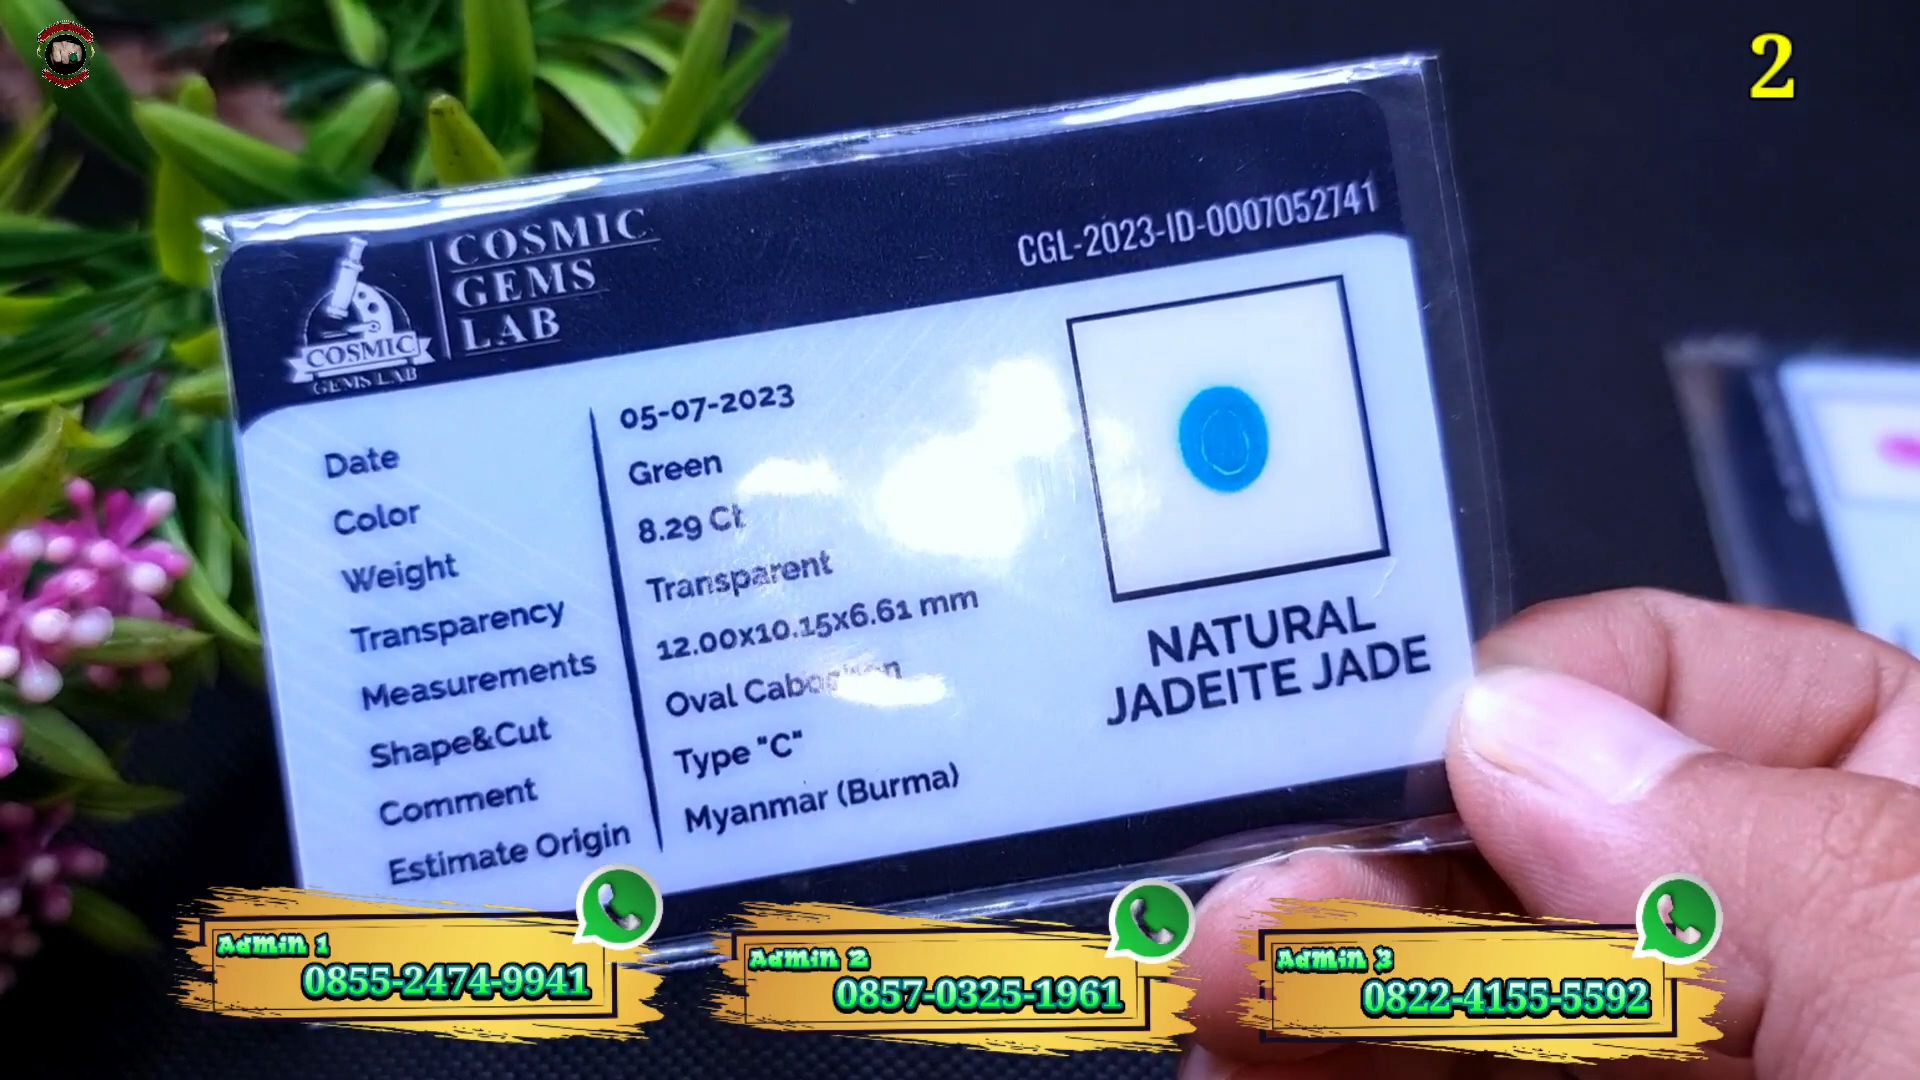 2
COSMIC
GEMS
LAB
COSMIC
GEMS LAB
CGL-2023-ID-0007052741
Date 05-07-2023
Color Green
Weight 8.29 Ct
Transparency Transparent
Measurements 12.00x10.15x6.61 mm
Shape&Cut Oval Cabochon
Comment Type "C"
Estimate Origin Myanmar (Burma)
NATURAL
JADEITE JADE
Admin 1
0855-2474-9941
Admin 2
0857-0325-1961
Admin 3
0822-4155-5592